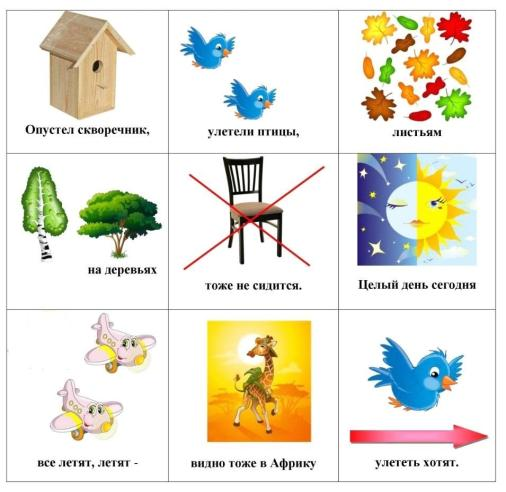 Опустел скворечник,
улетели птицы,
листьям
на деревьях
тоже не сидится.
Целый день сегодня
все летят, летят -
видно тоже в Африку
улететь хотят.